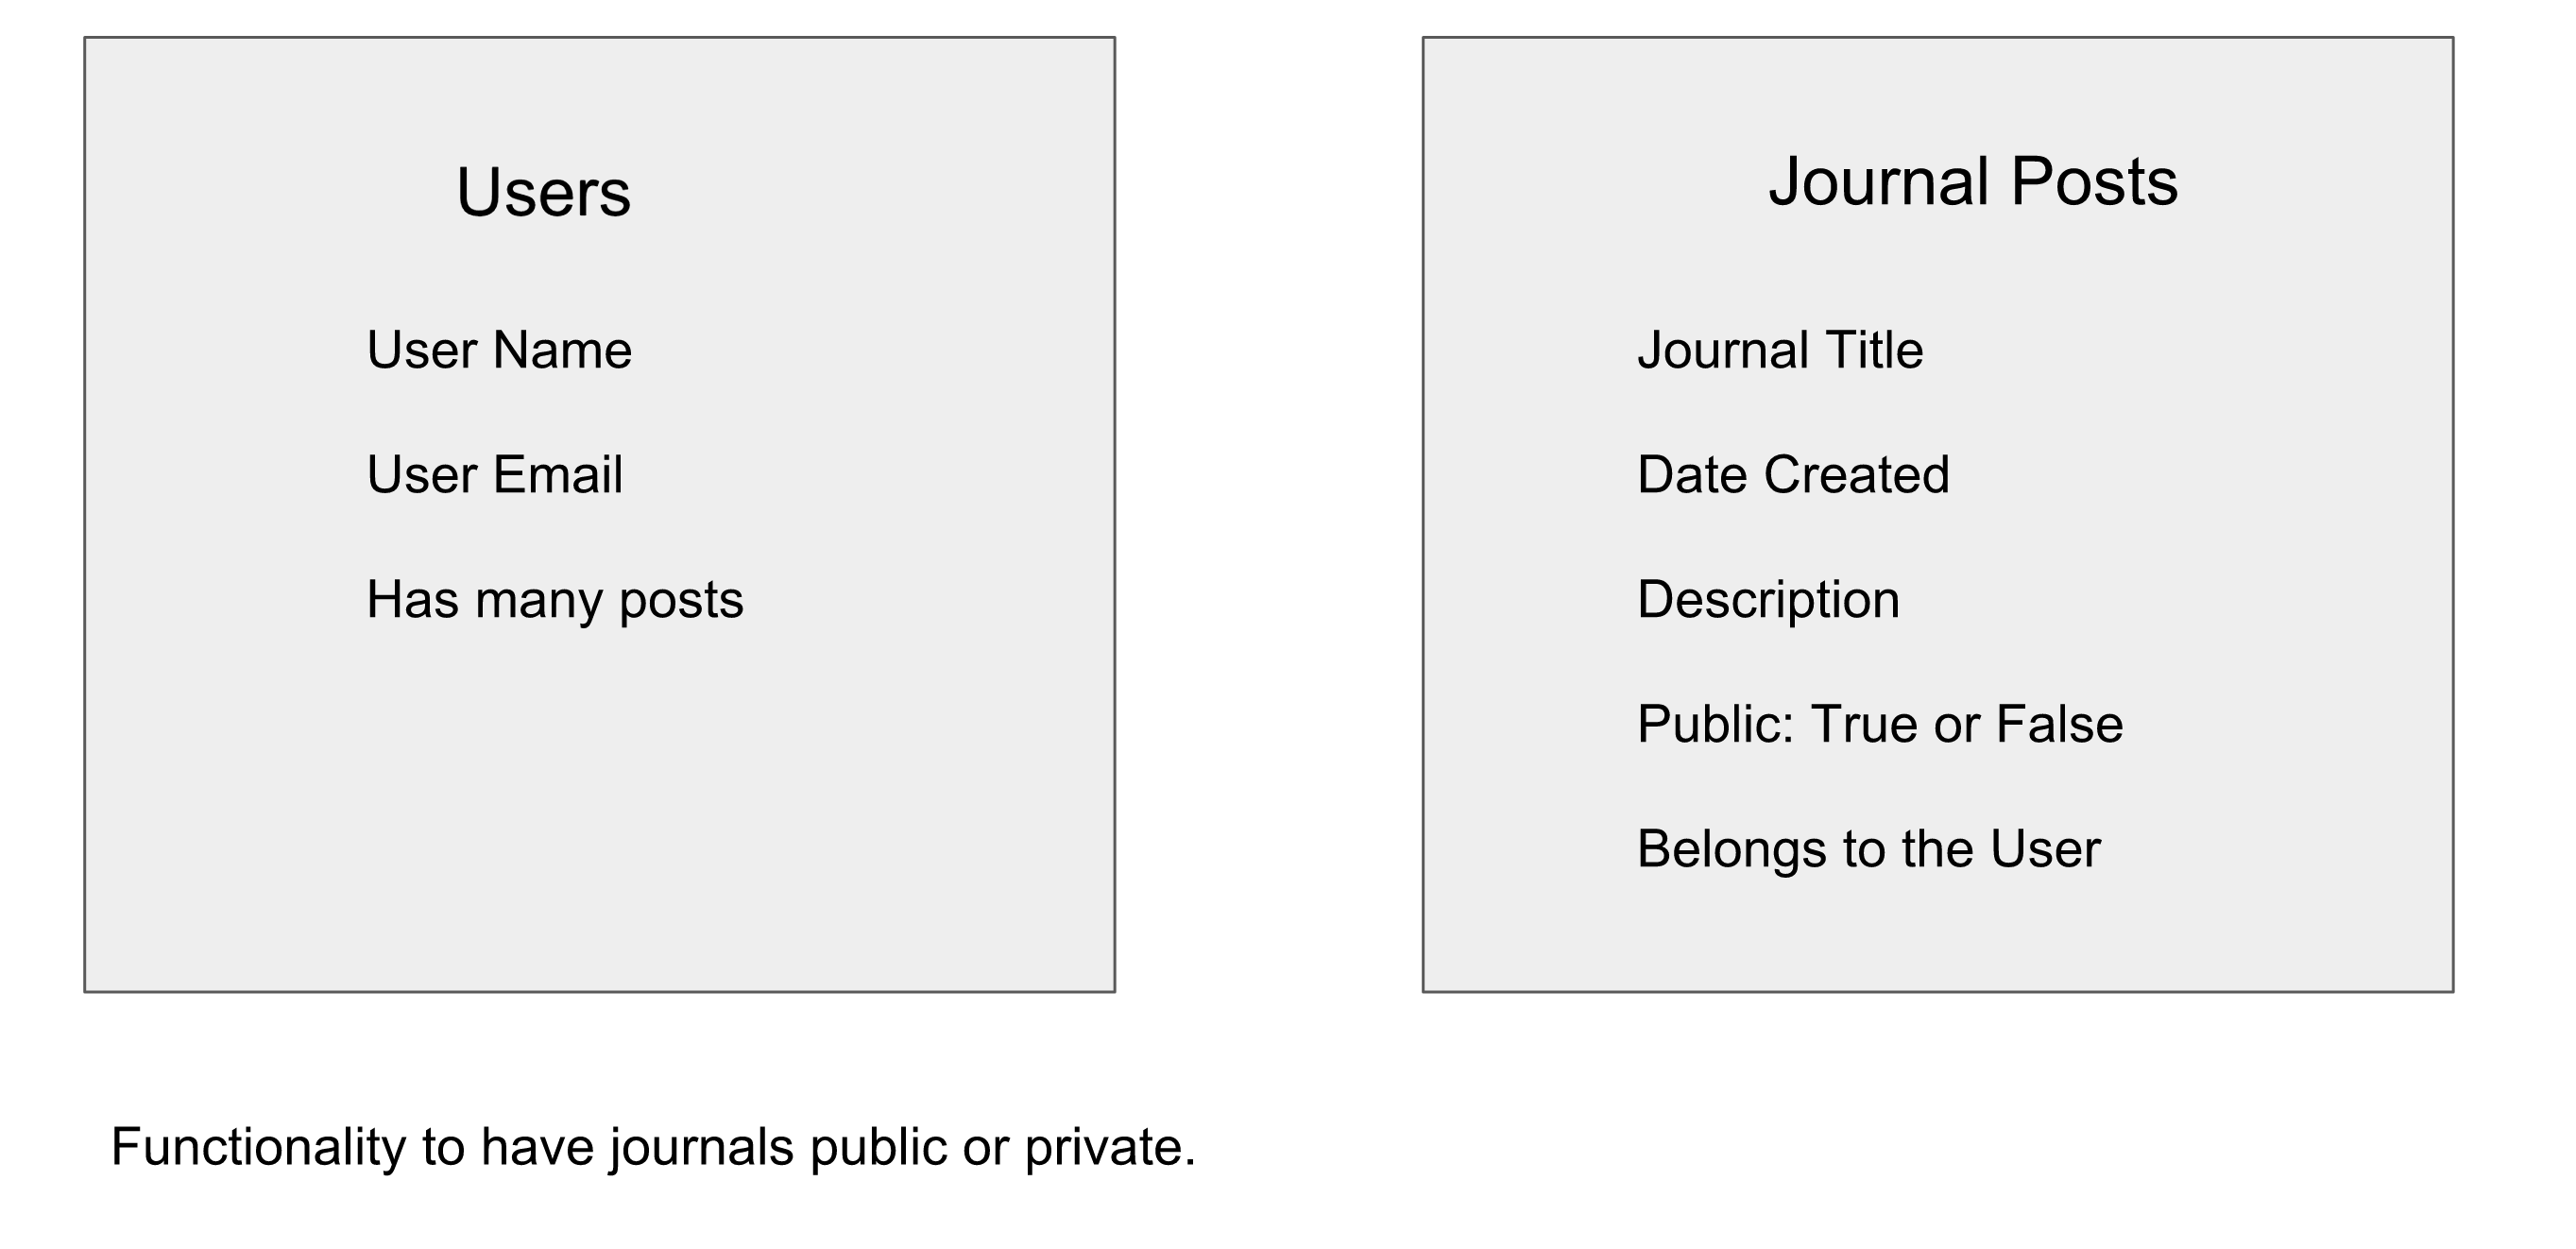 Users
User Name
User Email
Has many posts
Journal Posts
Journal Title
Date Created
Description
Public: True or False
Belongs to the User
Functionality to have journals public or private.